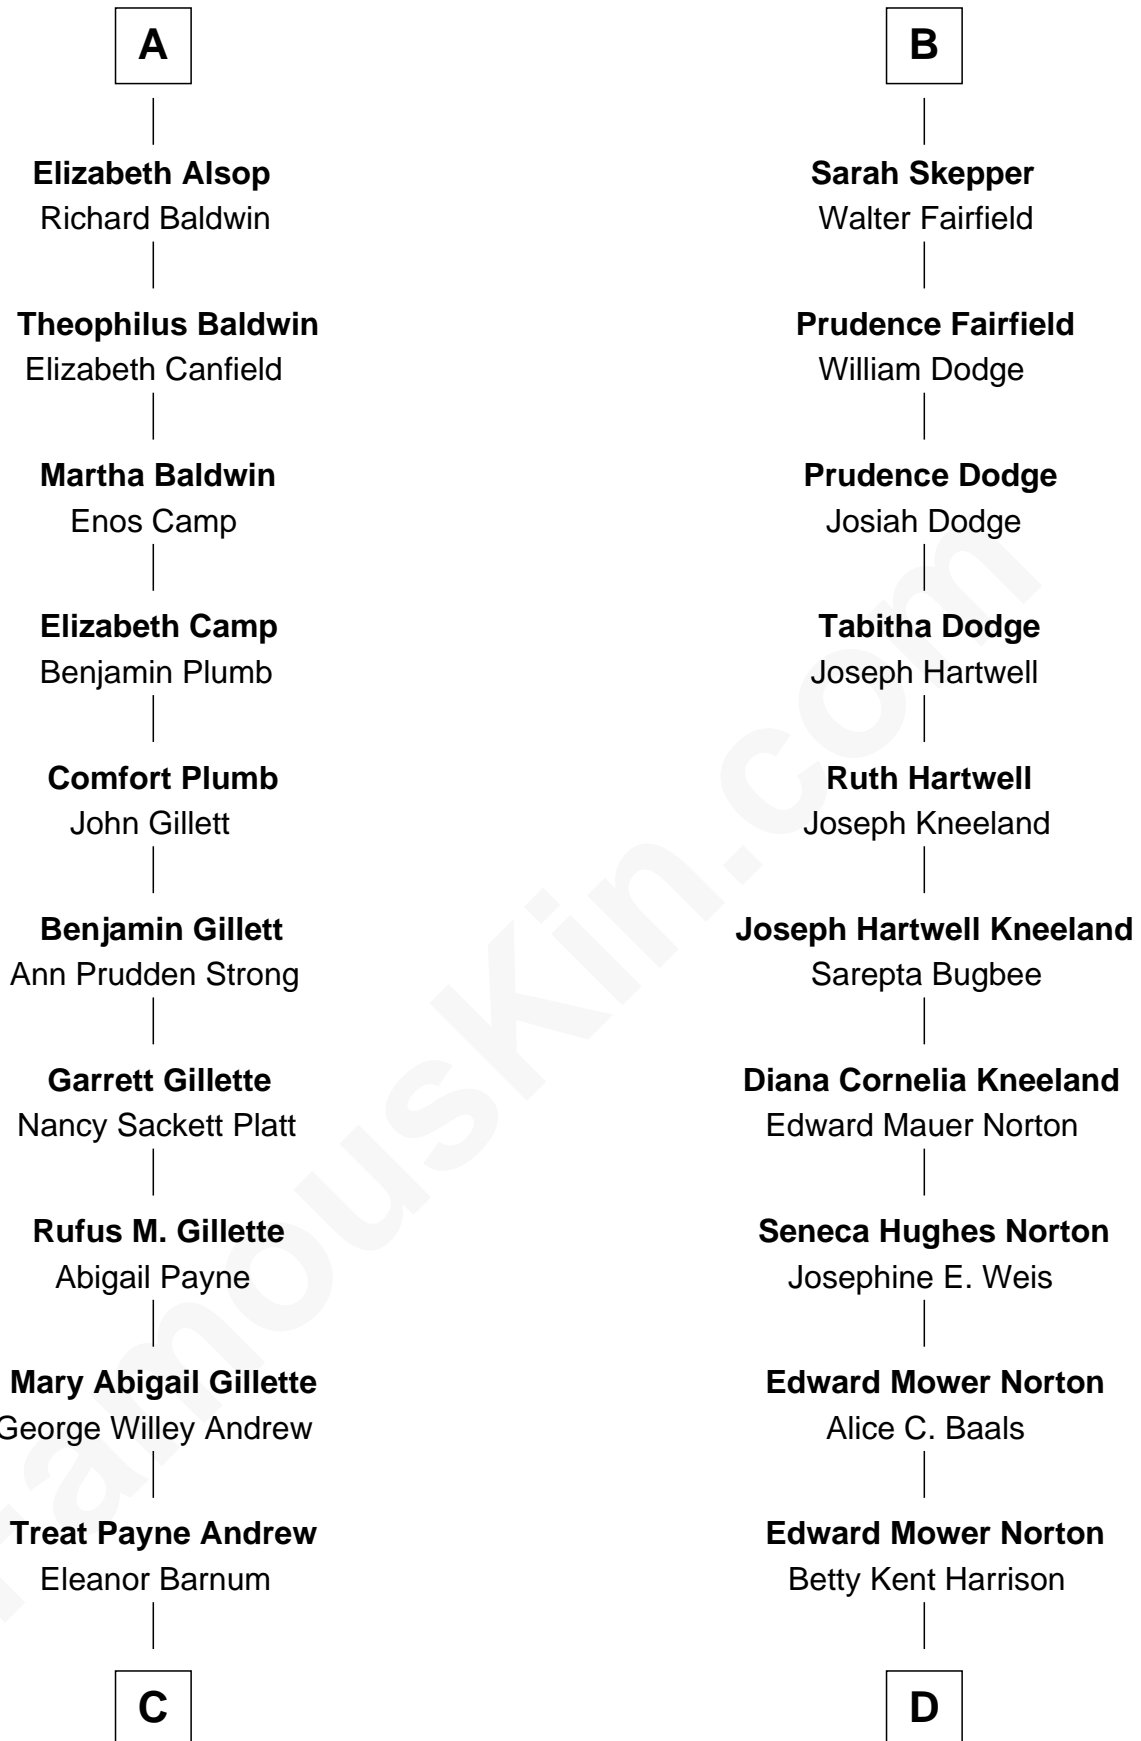 A
Elizabeth Alsop
Richard Baldwin
Theophilus Baldwin
Elizabeth Canfield
Martha Baldwin
Enos Camp
Elizabeth Camp
Benjamin Plumb
Comfort Plumb
John Gillett
Benjamin Gillett
Ann Prudden Strong
Garrett Gillette
Nancy Sackett Platt
Rufus M. Gillette
Abigail Payne
Mary Abigail Gillette
George Willey Andrew
Treat Payne Andrew
Eleanor Barnum
C
B
Sarah Skepper
Walter Fairfield
Prudence Fairfield
William Dodge
Prudence Dodge
Josiah Dodge
Tabitha Dodge
Joseph Hartwell
Ruth Hartwell
Joseph Kneeland
Joseph Hartwell Kneeland
Sarepta Bugbee
Diana Cornelia Kneeland
Edward Mauer Norton
Seneca Hughes Norton
Josephine E. Weis
Edward Mower Norton
Alice C. Baals
Edward Mower Norton
Betty Kent Harrison
D
FamousKin.com